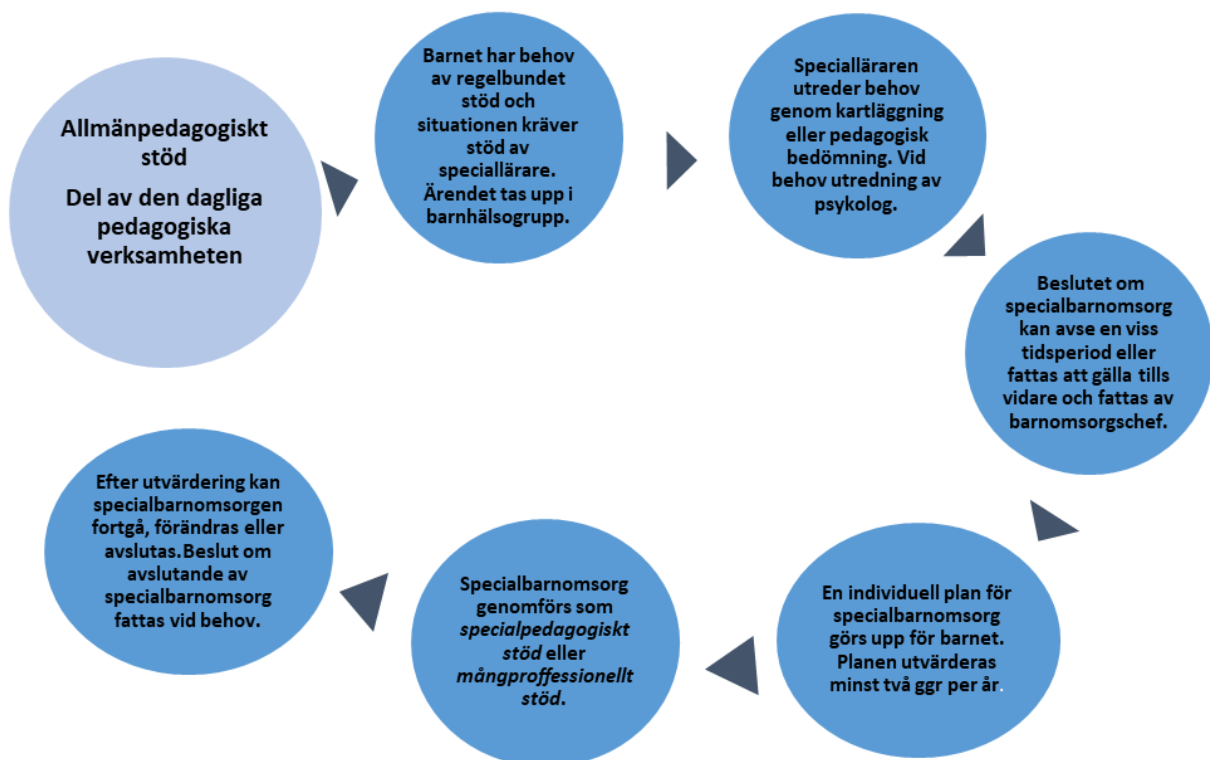 Allmänpedagogiskt
stöd
Del av den dagliga
pedagogiska
verksamheten
Barnet har behov
av regelbundet
stöd och
situationen kräver
stöd av
speciallärare.
Ärendet tas upp i
barnhälsogrupp.
Specialläraren
utreder behov
genom kartläggning
eller pedagogisk
bedömning. Vid
behov utredning av
psykolog.
Beslutet om
specialbarnomsorg
kan avse en viss
tidsperiod eller
fattas att gälla tills
vidare och fattas av
barnomsorgschef.
En individuell plan för
specialbarnomsorg
görs upp för barnet.
Planen utvärderas
minst två ggr per år.
Specialbarnomsorg
genomförs som
specialpedagogiskt
stöd eller
mångproffessionellt
stöd.
Efter utvärdering kan
specialbarnomsorgen
fortgå, förändras eller
avslutas.Beslut om
avslutande av
specialbarnomsorg
fattas vid behov.